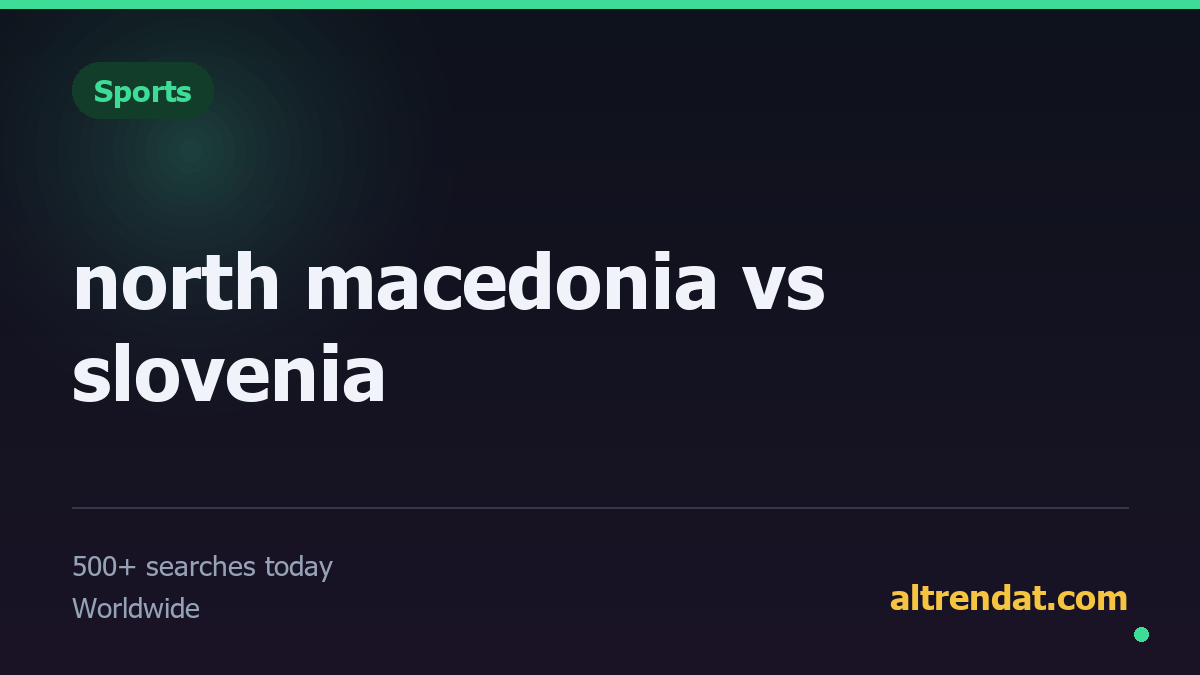 Sports
north macedonia vs
slovenia
500+ searches today
Worldwide
altrendat.com